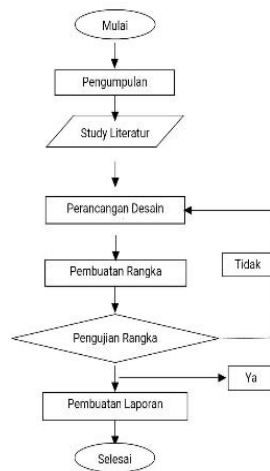 Mulai
Pengumpulan
Study Literatur
Perancangan Desain
Pembuatan Rangka
Tidak
Pengujian Rangka
Ya
Pembuatan Laporan
Selesai